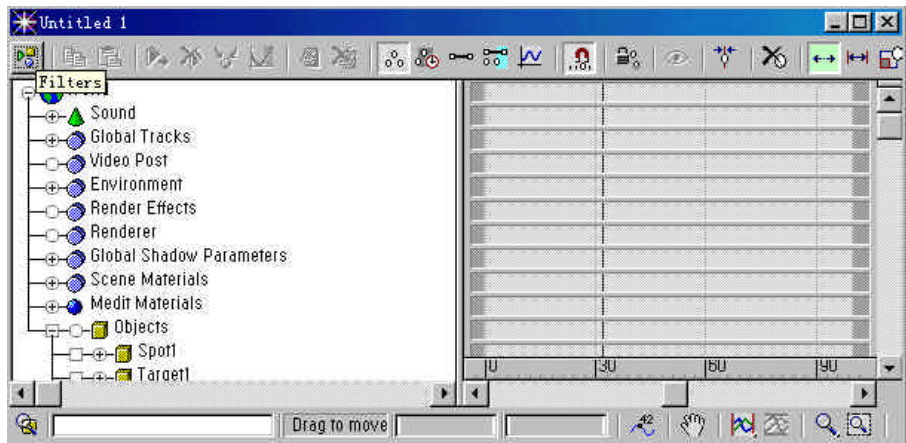 Untitled 1
Filters
Sound
Global Tracks
Video Post
Environment
Render Effects
Renderer
Global Shadow Parameters
Scene Materials
Medit Materials
Objects
Spot1
Target1
0 30 60 90
Drag to move
42